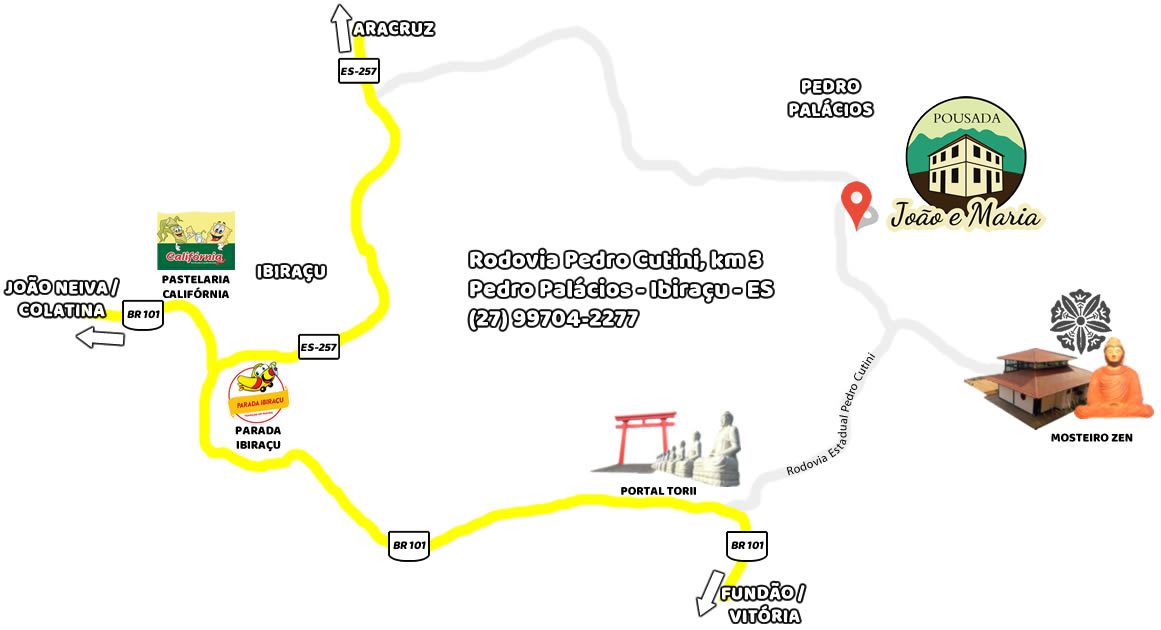 ARACRUZ
ES-257
PEDRO
PALÁCIOS
POUSADA
João e Maria
Califórnia
PASTELARIA
CALIFÓRNIA
IBIRAÇU
JOÃO NEIVA /
COLATINA
BR 101
Rodovia Pedro Cutini, km 3
Pedro Palácios - Ibiraçu - ES
(27) 99704-2277
ES-257
PARADA IBIRAÇU
PARADA
IBIRAÇU
Rodovia Estadual Pedro Cutini
MOSTEIRO ZEN
PORTAL TORII
BR 101
BR 101
FUNDÃO /
VITÓRIA